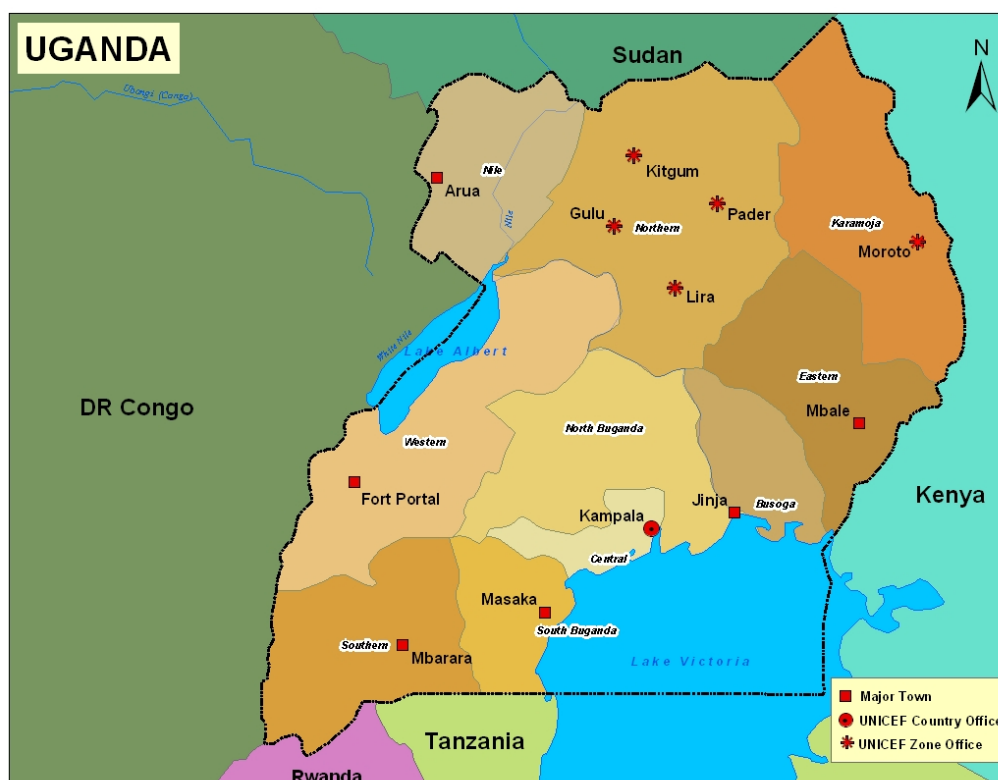 UGANDA
Sudan
N
Ubangi (Congo)
Nile
Arua
Nile
Kitgum
Gulu
Pader
Northern
Karamoja
Moroto
Lira
White Nile
Lake Albert
DR Congo
Eastern
Mbale
North Buganda
Western
Fort Portal
Jinja
Busoga
Kenya
Kampala
Central
Masaka
South Buganda
Southern
Mbarara
Lake Victoria
Major Town
UNICEF Country Office
UNICEF Zone Office
Tanzania
Rwanda